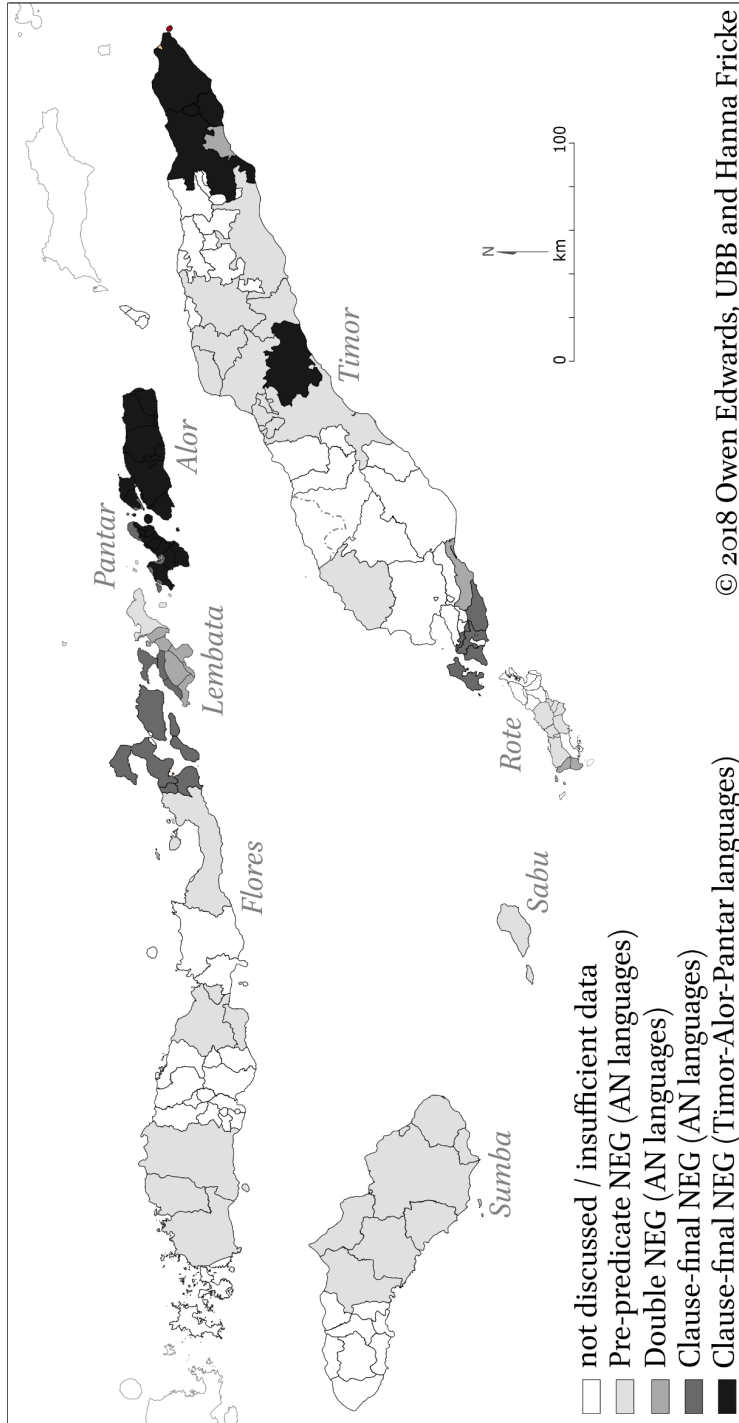 Pantar
Alor
Lembata
Flores
Timor
Rote
Sabu
Sumba
N
0 km 100
not discussed / insufficient data
Pre-predicate NEG (AN languages)
Double NEG (AN languages)
Clause-final NEG (AN languages)
Clause-final NEG (Timor-Alor-Pantar languages)
© 2018 Owen Edwards, UBB and Hanna Fricke